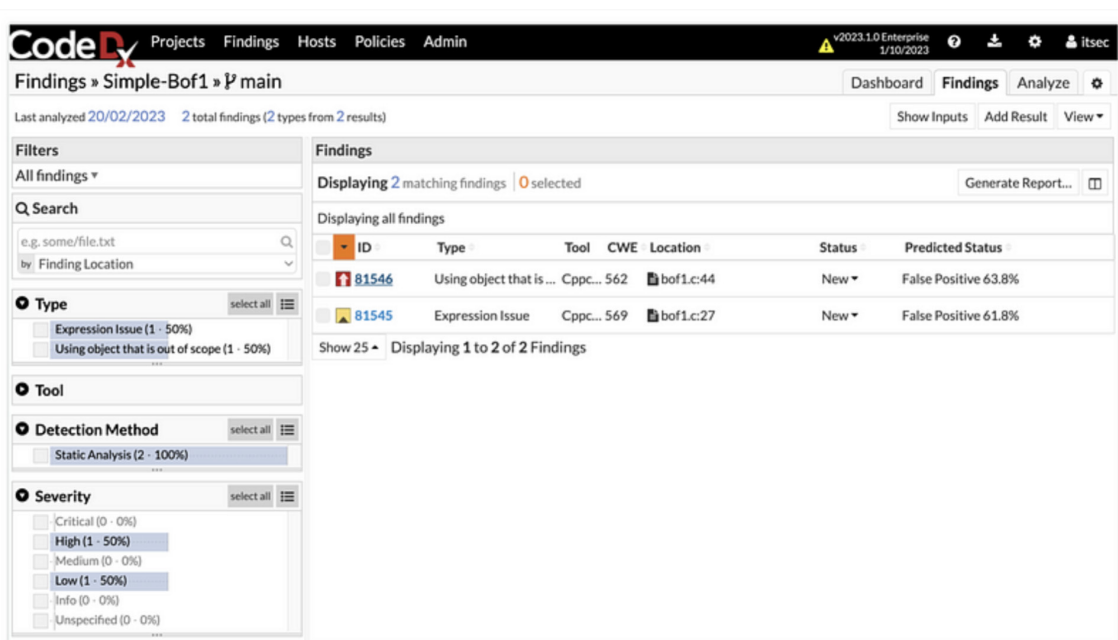 CodeDx Projects Findings Hosts Policies Admin
v2023.1.0 Enterprise
1/10/2023
itsec
Findings » Simple-Bof1 » main
Dashboard Findings Analyze
Last analyzed 20/02/2023 2 total findings (2 types from 2 results)
Show Inputs Add Result View
Filters
All findings
Search
e.g. some/file.txt
by Finding Location
Type select all
Expression Issue (1 - 50%)
Using object that is out of scope (1 - 50%)
...
Tool
Detection Method select all
Static Analysis (2 - 100%)
...
Severity select all
Critical (0 - 0%)
High (1 - 50%)
Medium (0 - 0%)
Low (1 - 50%)
Info (0 - 0%)
Unspecified (0 - 0%)
...
Findings
Displaying 2 matching findings 0 selected
Generate Report...
Displaying all findings
ID Type Tool CWE Location Status Predicted Status
81546 Using object that is ... Cppc... 562 bof1.c:44 New False Positive 63.8%
81545 Expression Issue Cppc... 569 bof1.c:27 New False Positive 61.8%
Show 25 Displaying 1 to 2 of 2 Findings